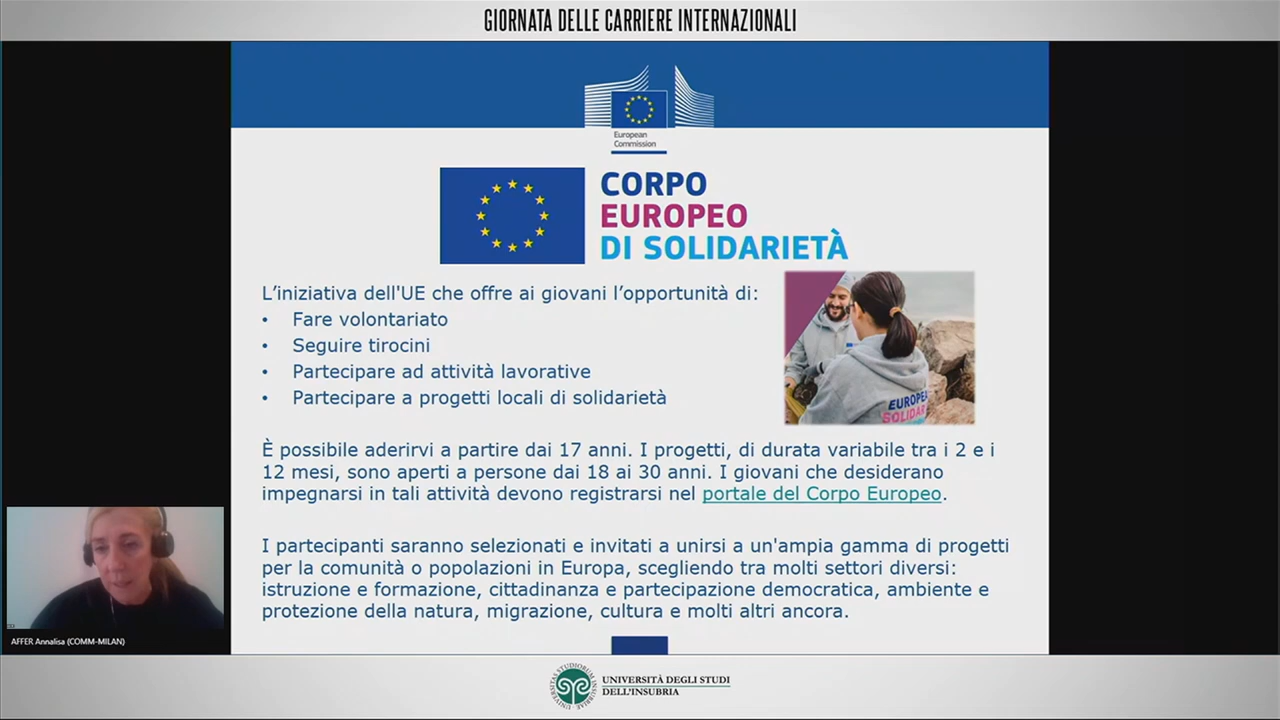 GIORNATA DELLE CARRIERE INTERNAZIONALI
European
Commission
CORPO
EUROPEO
DI SOLIDARIETÀ
L'iniziativa dell'UE che offre ai giovani l'opportunità di:
• Fare volontariato
• Seguire tirocini
• Partecipare ad attività lavorative
• Partecipare a progetti locali di solidarietà
EUROPEA
SOLIDAR
È possibile aderirvi a partire dai 17 anni. I progetti, di durata variabile tra i 2 e i
12 mesi, sono aperti a persone dai 18 ai 30 anni. I giovani che desiderano
impegnarsi in tali attività devono registrarsi nel portale del Corpo Europeo.
I partecipanti saranno selezionati e invitati a unirsi a un'ampia gamma di progetti
per la comunità o popolazioni in Europa, scegliendo tra molti settori diversi:
istruzione e formazione, cittadinanza e partecipazione democratica, ambiente e
protezione della natura, migrazione, cultura e molti altri ancora.
AFFER Annalisa (COMM-MILAN)
UNIVERSITÀ DEGLI STUDI
DELL'INSUBRIA